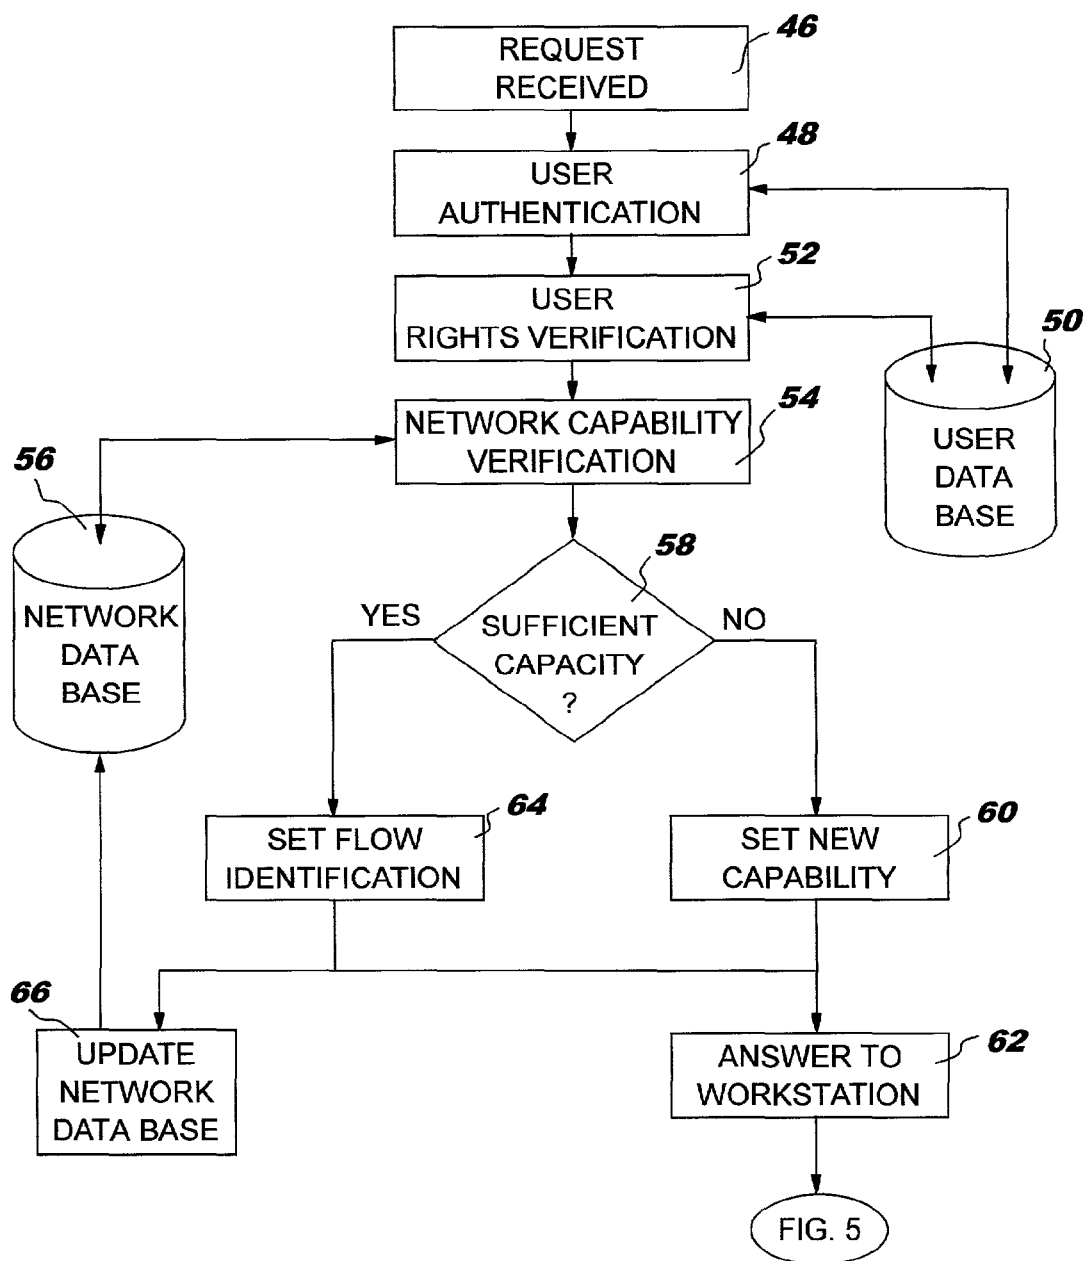 46
REQUEST
RECEIVED
48
USER
AUTHENTICATION
52
USER
RIGHTS VERIFICATION
50
USER
DATA
BASE
54
NETWORK CAPABILITY
VERIFICATION
56
NETWORK
DATA
BASE
58
YES
NO
SUFFICIENT
CAPACITY
?
64
SET FLOW
IDENTIFICATION
60
SET NEW
CAPABILITY
66
UPDATE
NETWORK
DATA BASE
62
ANSWER TO
WORKSTATION
FIG. 5